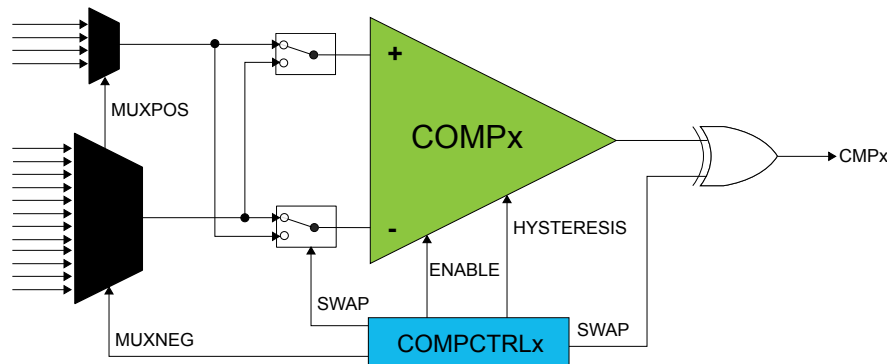 MUXPOS
+
COMPx
CMPx
-
HYSTERESIS
ENABLE
SWAP
SWAP
MUXNEG
COMPCTRLx